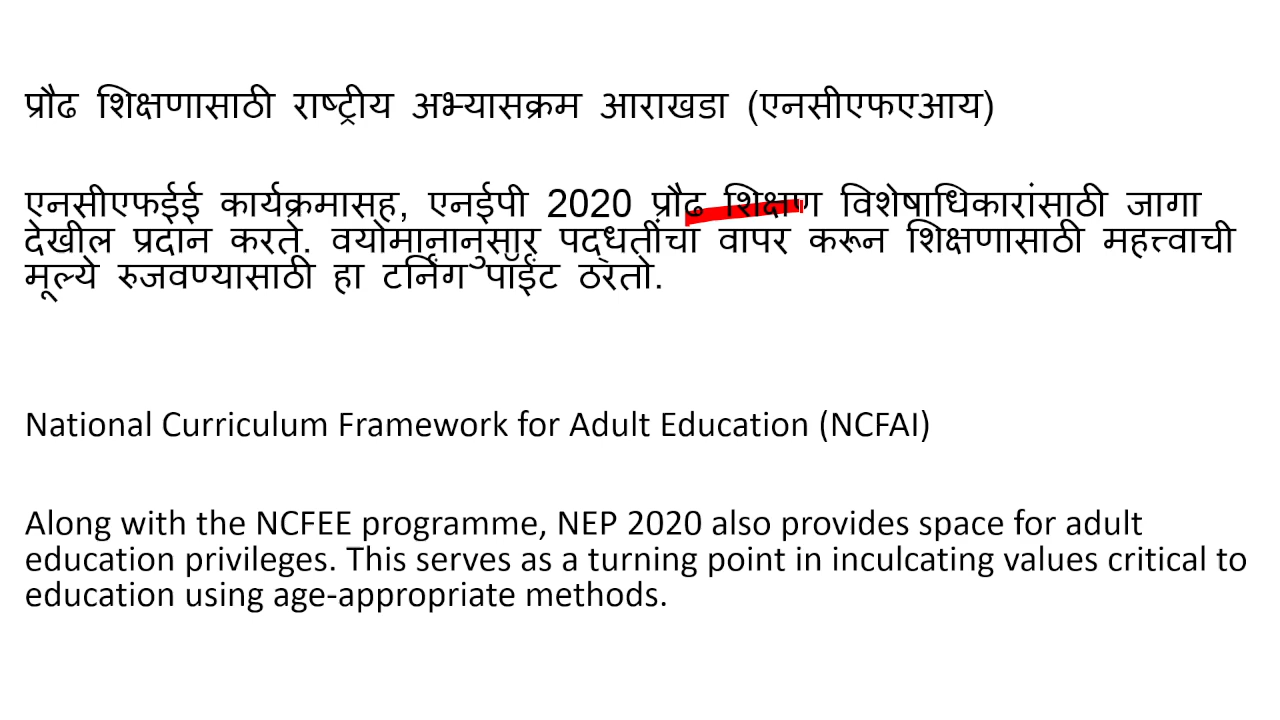 प्रौढ शिक्षणासाठी राष्ट्रीय अभ्यासक्रम आराखडा (एनसीएफएआय)
एनसीएफईई कार्यक्रमासह, एनईपी 2020 प्रौढ शिक्षण विशेषाधिकारांसाठी जागा
देखील प्रदान करते. वयोमानानुसार पद्धतींचा वापर करून शिक्षणासाठी महत्त्वाची
मूल्ये रुजवण्यासाठी हा टर्निंग पॉईंट ठरतो.
National Curriculum Framework for Adult Education (NCFAI)
Along with the NCFEE programme, NEP 2020 also provides space for adult
education privileges. This serves as a turning point in inculcating values critical to
education using age-appropriate methods.